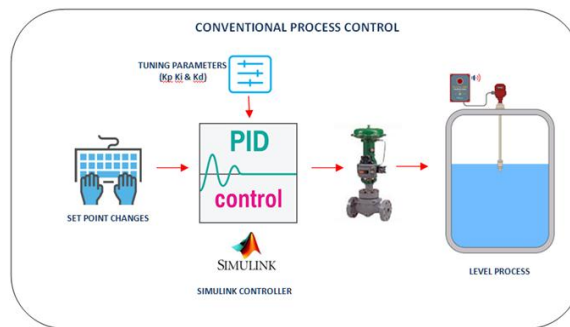 CONVENTIONAL PROCESS CONTROL
TUNING PARAMETERS
(Kp Ki & Kd)
PID
control
SET POINT CHANGES
SIMULINK
SIMULINK CONTROLLER
LEVEL PROCESS